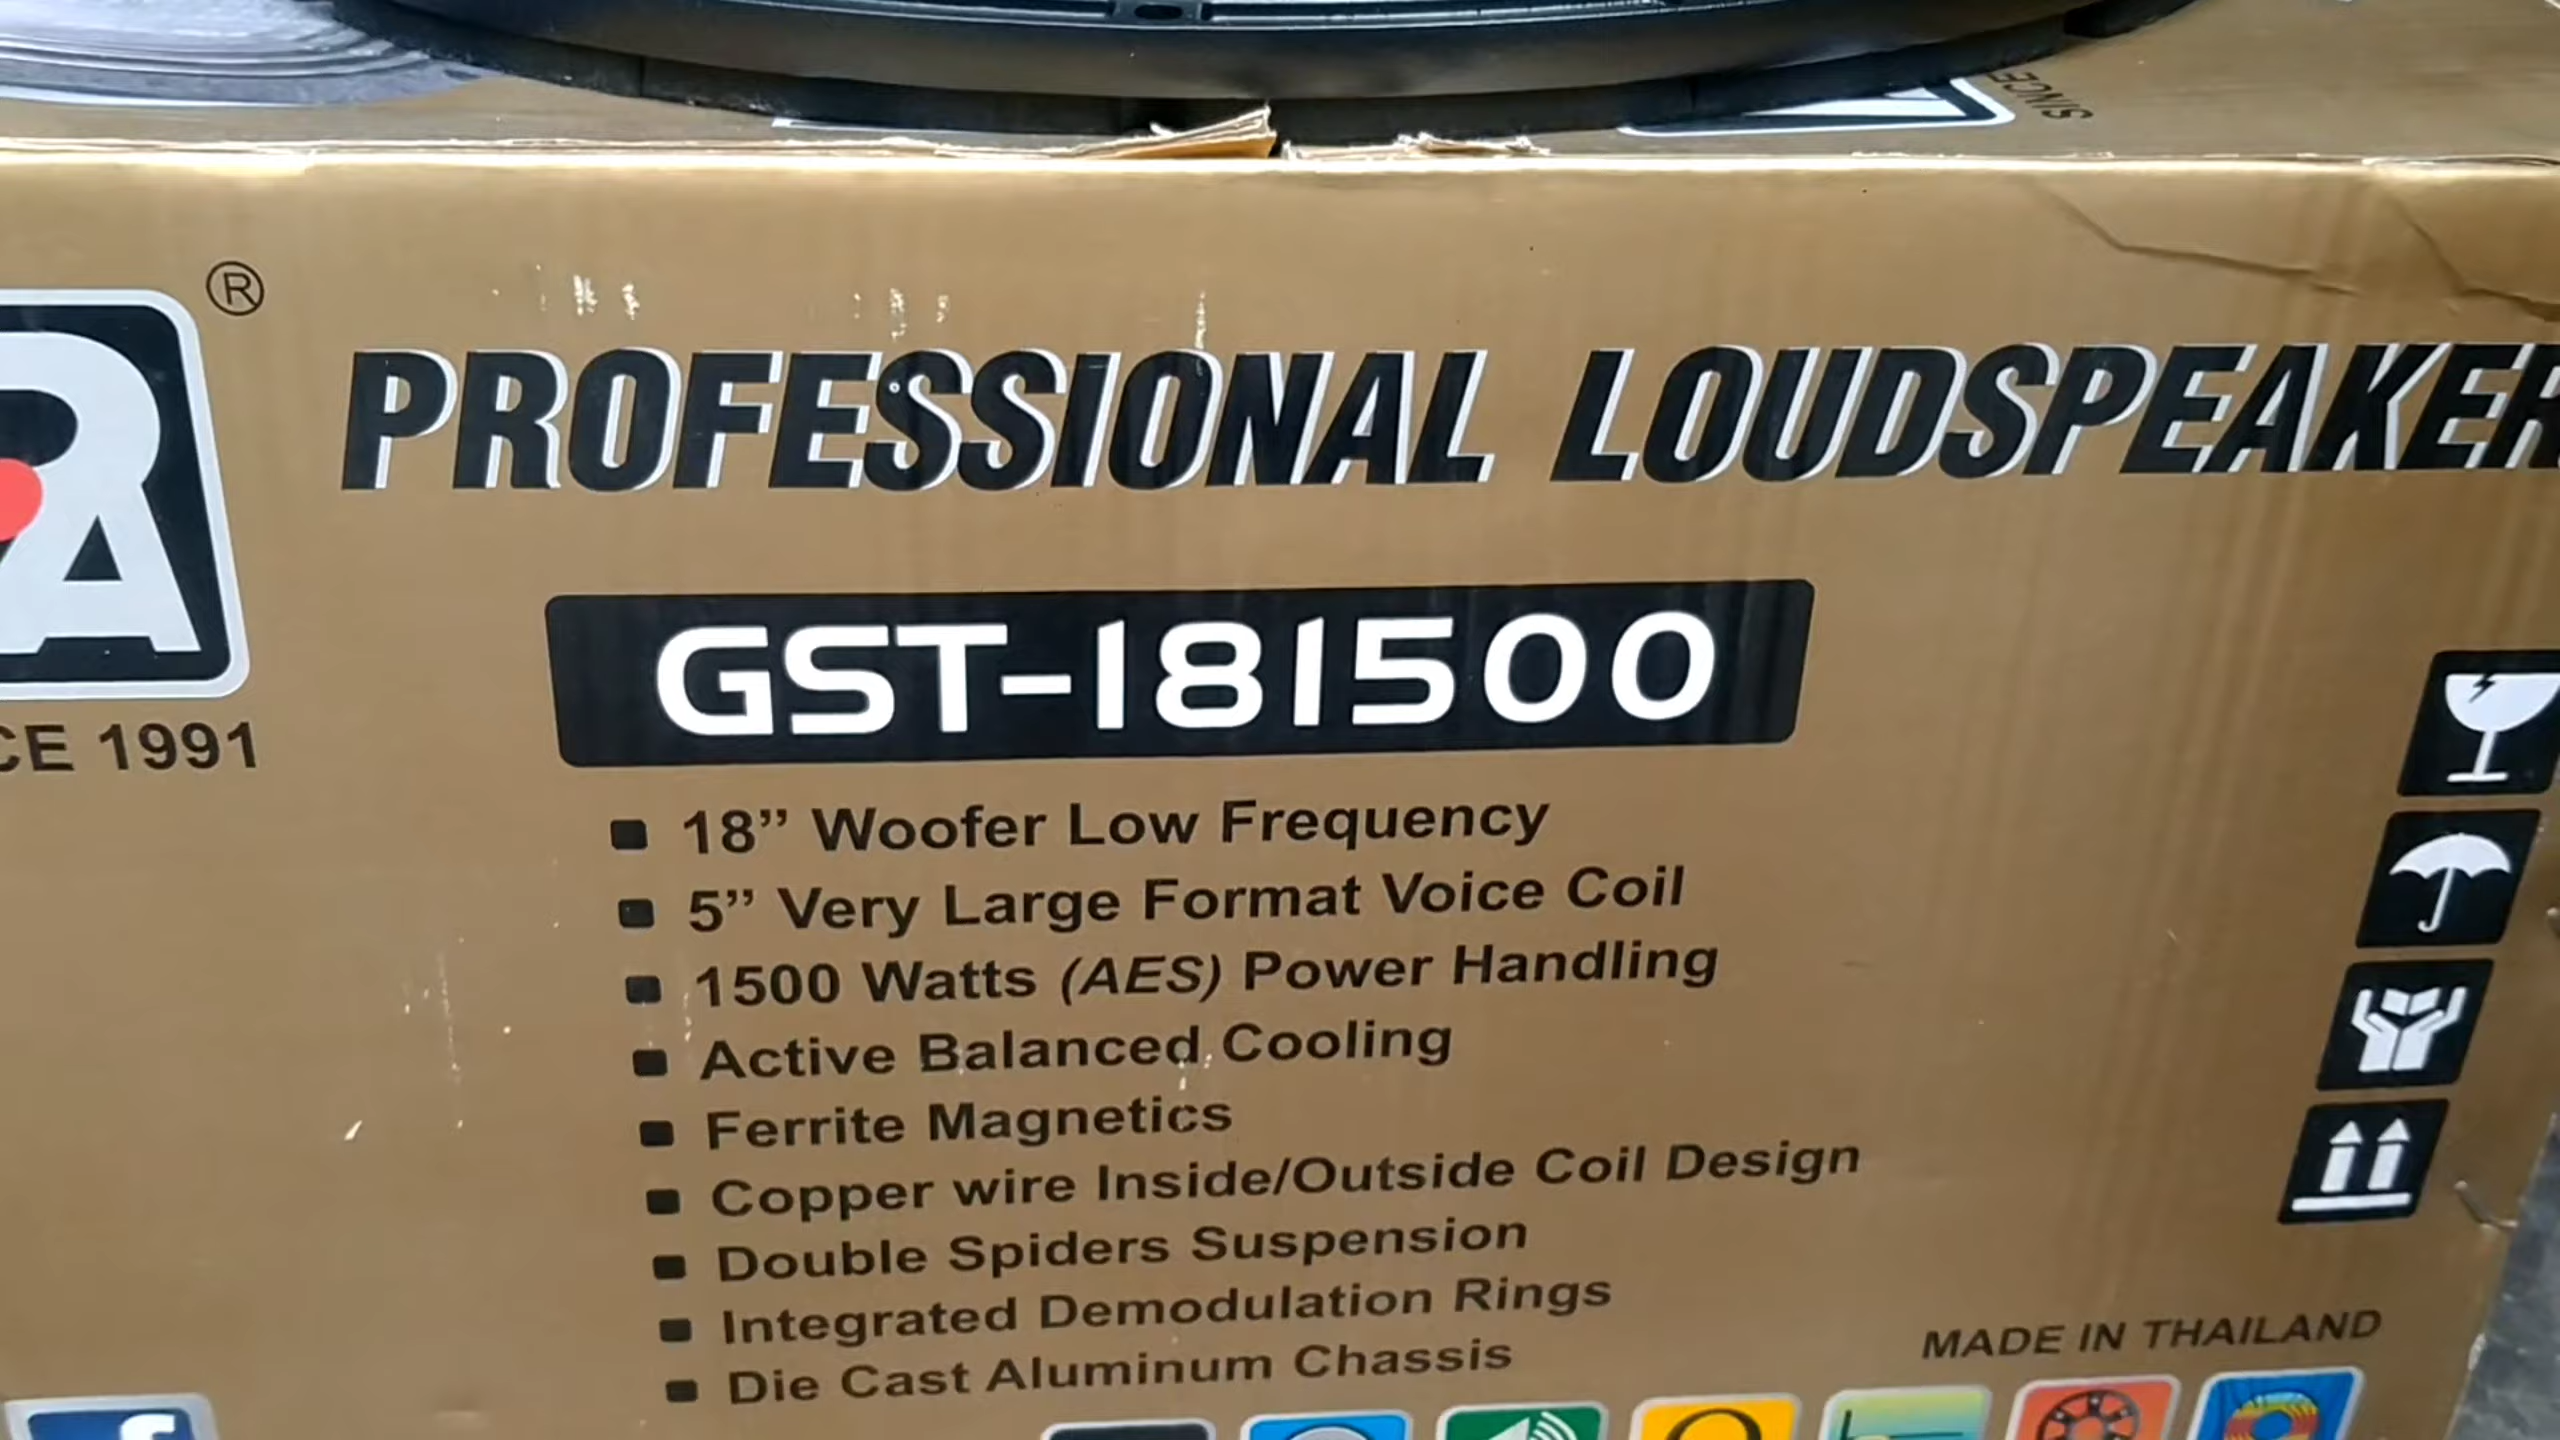 SINCE
®
PROFESSIONAL LOUDSPEAKER
GST-181500
CE 1991
18” Woofer Low Frequency
5” Very Large Format Voice Coil
1500 Watts (AES) Power Handling
Active Balanced Cooling
Ferrite Magnetics
Copper wire Inside/Outside Coil Design
Double Spiders Suspension
Integrated Demodulation Rings
Die Cast Aluminum Chassis
MADE IN THAILAND